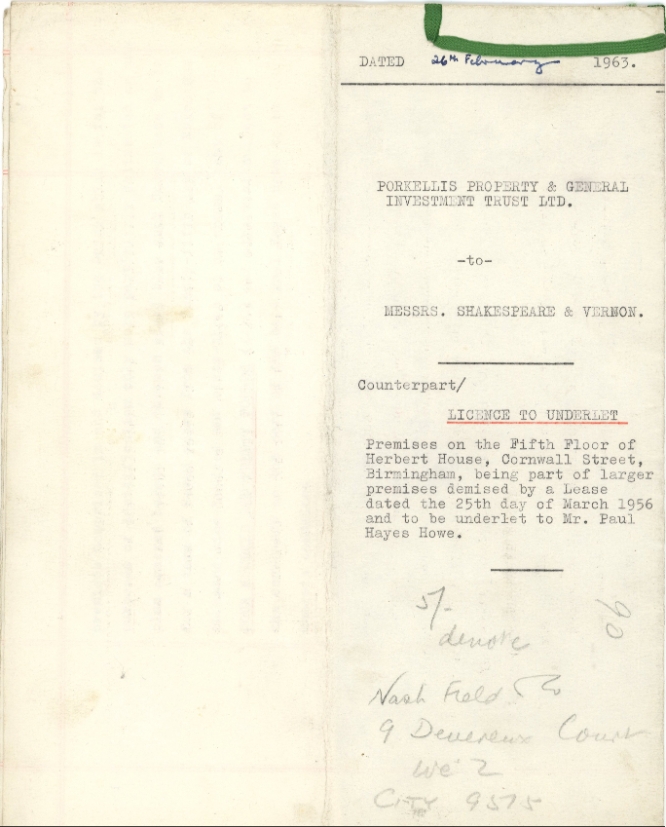 DATED 26th February 1963.
PORKELLIS PROPERTY & GENERAL
INVESTMENT TRUST LTD.
-to-
MESSRS. SHAKESPEARE & VERNON.
Counterpart/
LICENCE TO UNDERLET
Premises on the Fifth Floor of
Herbert House, Cornwall Street,
Birmingham, being part of larger
premises demised by a Lease
dated the 25th day of March 1956
and to be underlet to Mr. Paul
Hayes Howe.
5/-
90
denote
Nash Field
9 Devereux Court
WC 2
CITY 9575